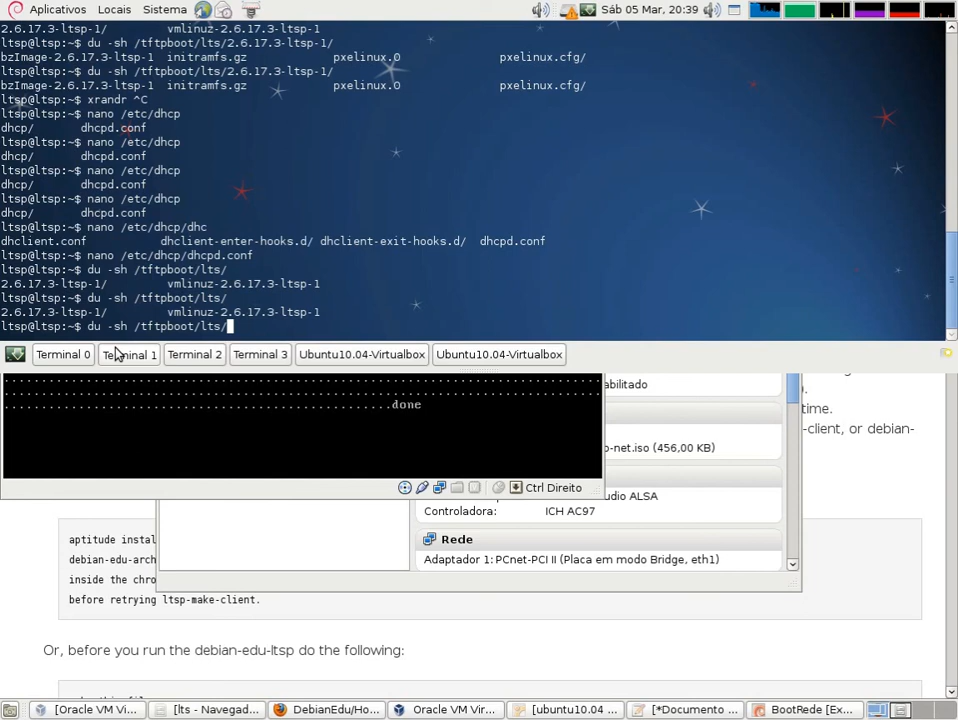 Aplicativos Locais Sistema Sáb 05 Mar, 20:39
2.6.17.3-ltsp-1/ vmlinuz-2.6.17.3-ltsp-1
ltsp@ltsp:~$ du -sh /tftpboot/lts/2.6.17.3-ltsp-1/
bzImage-2.6.17.3-ltsp-1 initramfs.gz pxelinux.0 pxelinux.cfg/
ltsp@ltsp:~$ du -sh /tftpboot/lts/2.6.17.3-ltsp-1/
bzImage-2.6.17.3-ltsp-1 initramfs.gz pxelinux.0 pxelinux.cfg/
ltsp@ltsp:~$ xrandr ^C
ltsp@ltsp:~$ nano /etc/dhcp
dhcp/ dhcpd.conf
ltsp@ltsp:~$ nano /etc/dhcp
dhcp/ dhcpd.conf
ltsp@ltsp:~$ nano /etc/dhcp
dhcp/ dhcpd.conf
ltsp@ltsp:~$ nano /etc/dhcp
dhcp/ dhcpd.conf
ltsp@ltsp:~$ nano /etc/dhcp/dhc
dhclient.conf dhclient-enter-hooks.d/ dhclient-exit-hooks.d/ dhcpd.conf
ltsp@ltsp:~$ nano /etc/dhcp/dhcpd.conf
ltsp@ltsp:~$ du -sh /tftpboot/lts/
2.6.17.3-ltsp-1/ vmlinuz-2.6.17.3-ltsp-1
ltsp@ltsp:~$ du -sh /tftpboot/lts/
2.6.17.3-ltsp-1/ vmlinuz-2.6.17.3-ltsp-1
ltsp@ltsp:~$ du -sh /tftpboot/lts/
Terminal 0 Terminal 1 Terminal 2 Terminal 3 Ubuntu10.04-Virtualbox Ubuntu10.04-Virtualbox
abilitado
done
time.
-client, or debian-
o-net.iso (456,00 KB)
Ctrl Direito
udio ALSA
Controladora: ICH AC97
Rede
Adaptador 1: PCnet-PCI II (Placa em modo Bridge, eth1)
aptitude instal
debian-edu-arch
inside the chro
before retrying ltsp-make-client.
Or, before you run the debian-edu-ltsp do the following:
[Oracle VM Vi... [lts - Navegad... DebianEdu/Ho... Oracle VM Vir... [ubuntu10.04 ... [*Documento ... BootRede [Ex...